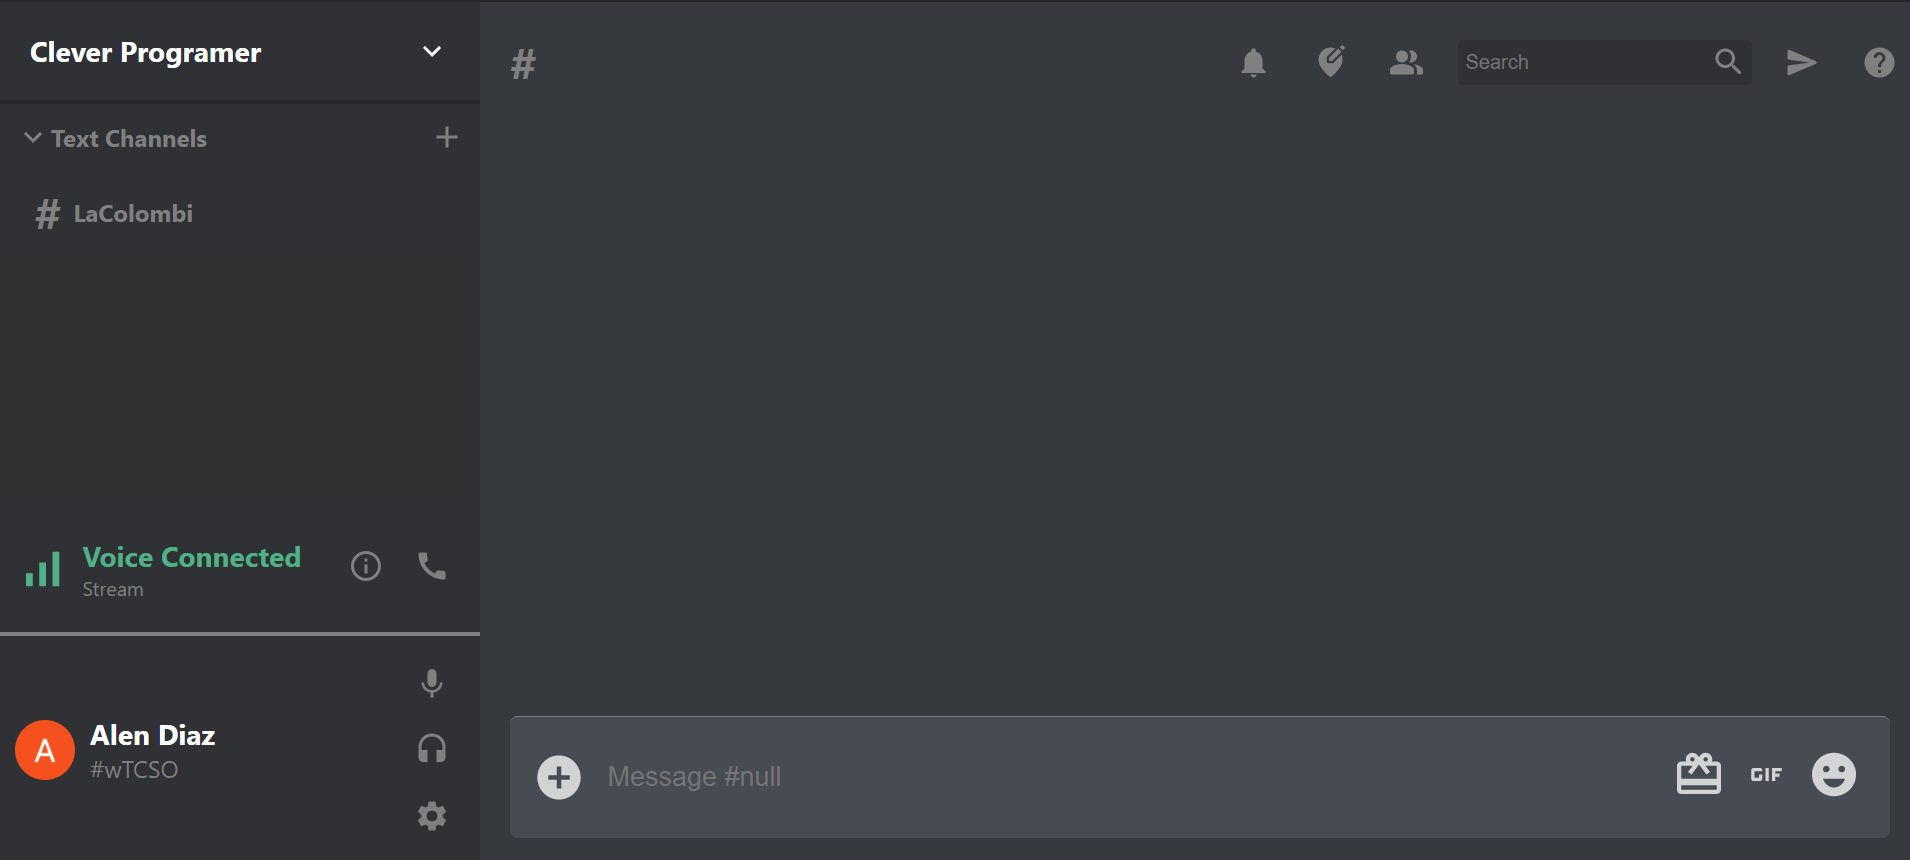 Clever Programer
Text Channels
# LaColombi
Voice Connected
Stream
A
Alen Diaz
#wTCSO
#
Search
Message #null
GIF